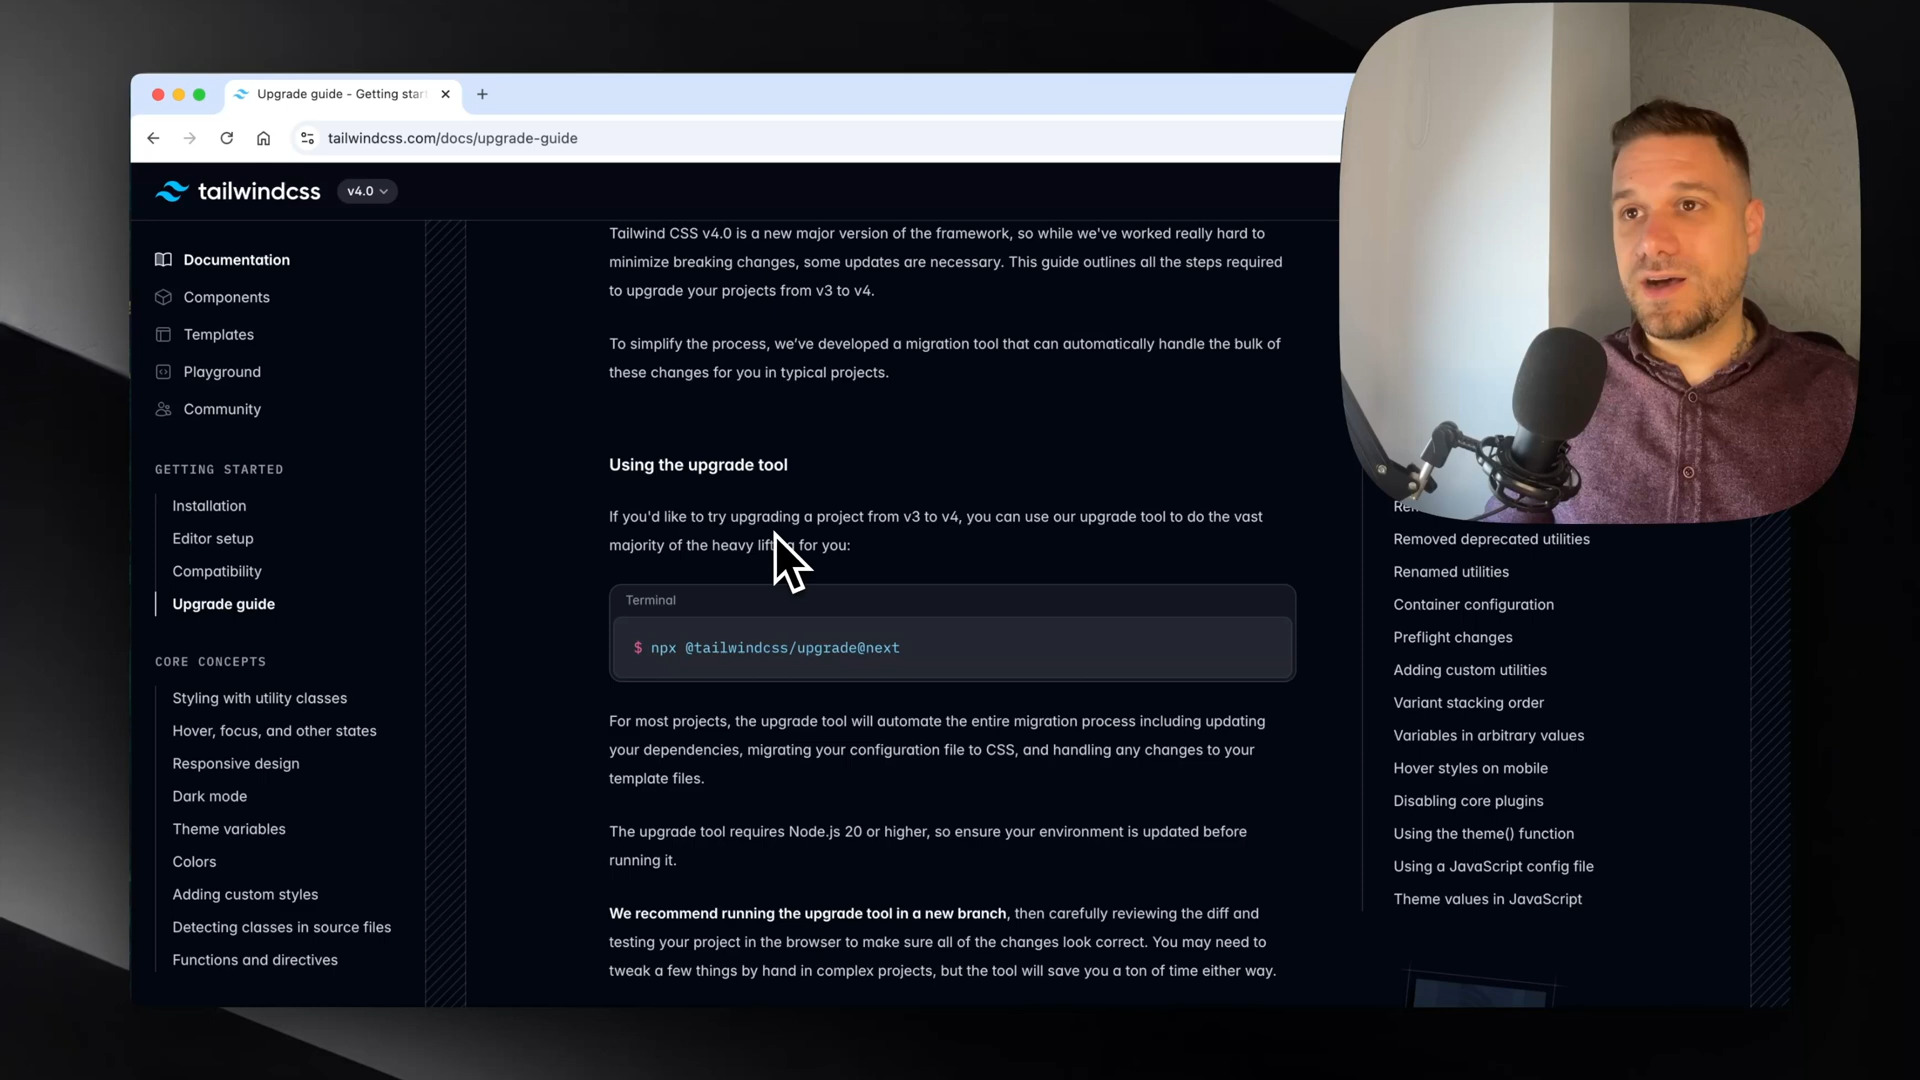 Upgrade guide - Getting star
tailwindcss.com/docs/upgrade-guide
tailwindcss
v4.0
Documentation
Components
Templates
Playground
Community
GETTING STARTED
Installation
Editor setup
Compatibility
Upgrade guide
CORE CONCEPTS
Styling with utility classes
Hover, focus, and other states
Responsive design
Dark mode
Theme variables
Colors
Adding custom styles
Detecting classes in source files
Functions and directives
Tailwind CSS v4.0 is a new major version of the framework, so while we've worked really hard to
minimize breaking changes, some updates are necessary. This guide outlines all the steps required
to upgrade your projects from v3 to v4.
To simplify the process, we've developed a migration tool that can automatically handle the bulk of
these changes for you in typical projects.
Using the upgrade tool
If you'd like to try upgrading a project from v3 to v4, you can use our upgrade tool to do the vast
majority of the heavy lifting for you:
Terminal
$ npx @tailwindcss/upgrade@next
For most projects, the upgrade tool will automate the entire migration process including updating
your dependencies, migrating your configuration file to CSS, and handling any changes to your
template files.
The upgrade tool requires Node.js 20 or higher, so ensure your environment is updated before
running it.
We recommend running the upgrade tool in a new branch, then carefully reviewing the diff and
testing your project in the browser to make sure all of the changes look correct. You may need to
tweak a few things by hand in complex projects, but the tool will save you a ton of time either way.
Removed deprecated utilities
Renamed utilities
Container configuration
Preflight changes
Adding custom utilities
Variant stacking order
Variables in arbitrary values
Hover styles on mobile
Disabling core plugins
Using the theme() function
Using a JavaScript config file
Theme values in JavaScript